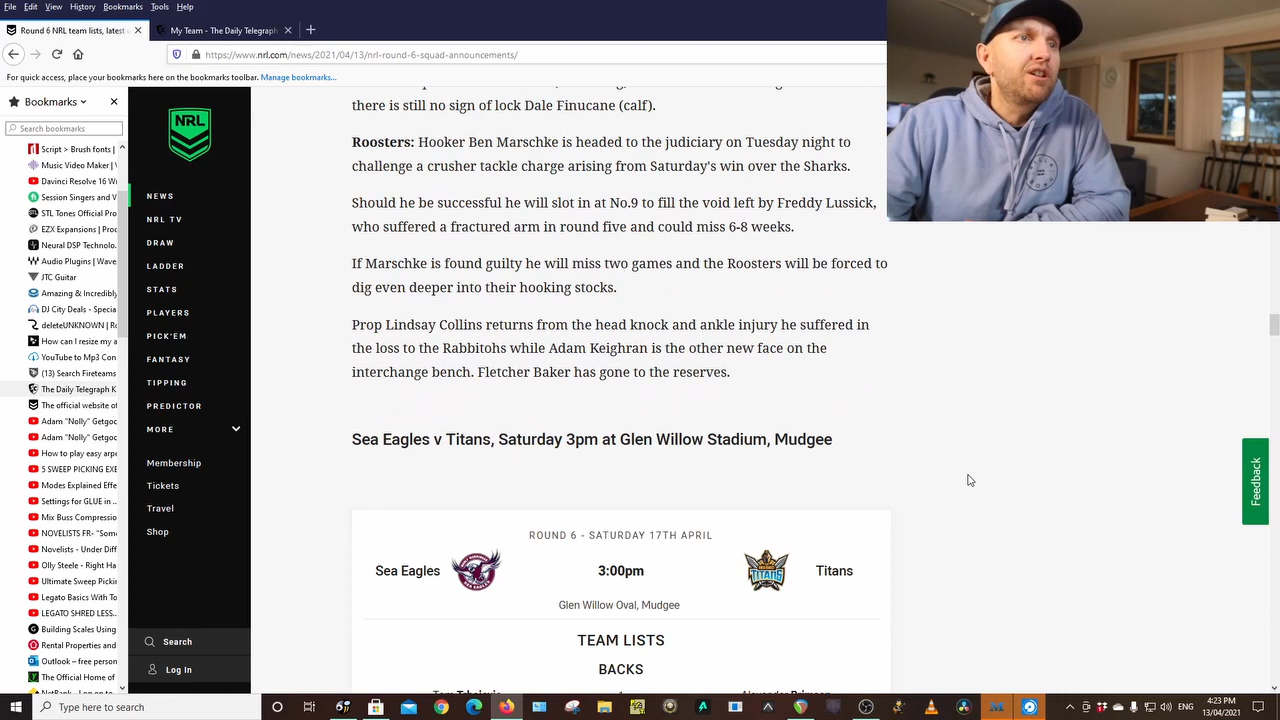 File Edit View History Bookmarks Tools Help
Round 6 NRL team lists, latest
My Team - The Daily Telegraph
https://www.nrl.com/news/2021/04/13/nrl-round-6-squad-announcements/
For quick access, place your bookmarks here on the bookmarks toolbar. Manage bookmarks...
Bookmarks
Search bookmarks
Script > Brush fonts |
Music Video Maker |
Davinci Resolve 16
Session Singers and
STL Tones Official Pro
EZX Expansions |
Neural DSP Technolo.
Audio Plugins |
JTC Guitar
Amazing & Incredibly
DJ City Deals - Specia
deleteUNKNOWN |
How can I resize my a
YouTube to Mp3 Con
(13) Search Fireteams
The Daily Telegraph K
The official website of
Adam "Nolly" Getgoo
Adam "Nolly" Getgoo
How to play easy arpe
5 SWEEP PICKING EXE
Modes Explained Effe
Settings for GLUE in ..
Mix Buss Compressio
NOVELISTS FR- "Som
Novelists - Under Diff
Olly Steele - Right Ha
Ultimate Sweep Pickin
Legato Basics With To
LEGATO SHRED LESS..
Building Scales Using
Rental Properties and
Outlook – free person
The Official Home of
NetBank - Log on to
NRL
NEWS
NRL TV
DRAW
LADDER
STATS
PLAYERS
PICK'EM
FANTASY
TIPPING
PREDICTOR
MORE
Membership
Tickets
Travel
Shop
Search
Log In
there is still no sign of lock Dale Finucane (calf).
Roosters: Hooker Ben Marschke is headed to the judiciary on Tuesday night to
challenge a crusher tackle charge arising from Saturday's win over the Sharks.
Should he be successful he will slot in at No.9 to fill the void left by Freddy Lussick,
who suffered a fractured arm in round five and could miss 6-8 weeks.
If Marschke is found guilty he will miss two games and the Roosters will be forced to
dig even deeper into their hooking stocks.
Prop Lindsay Collins returns from the head knock and ankle injury he suffered in
the loss to the Rabbitohs while Adam Keighran is the other new face on the
interchange bench. Fletcher Baker has gone to the reserves.
Sea Eagles v Titans, Saturday 3pm at Glen Willow Stadium, Mudgee
ROUND 6 - SATURDAY 17TH APRIL
Sea Eagles 3:00pm Titans
Glen Willow Oval, Mudgee
TEAM LISTS
BACKS
Feedback
Type here to search
4:23 PM
ENG
13/04/2021